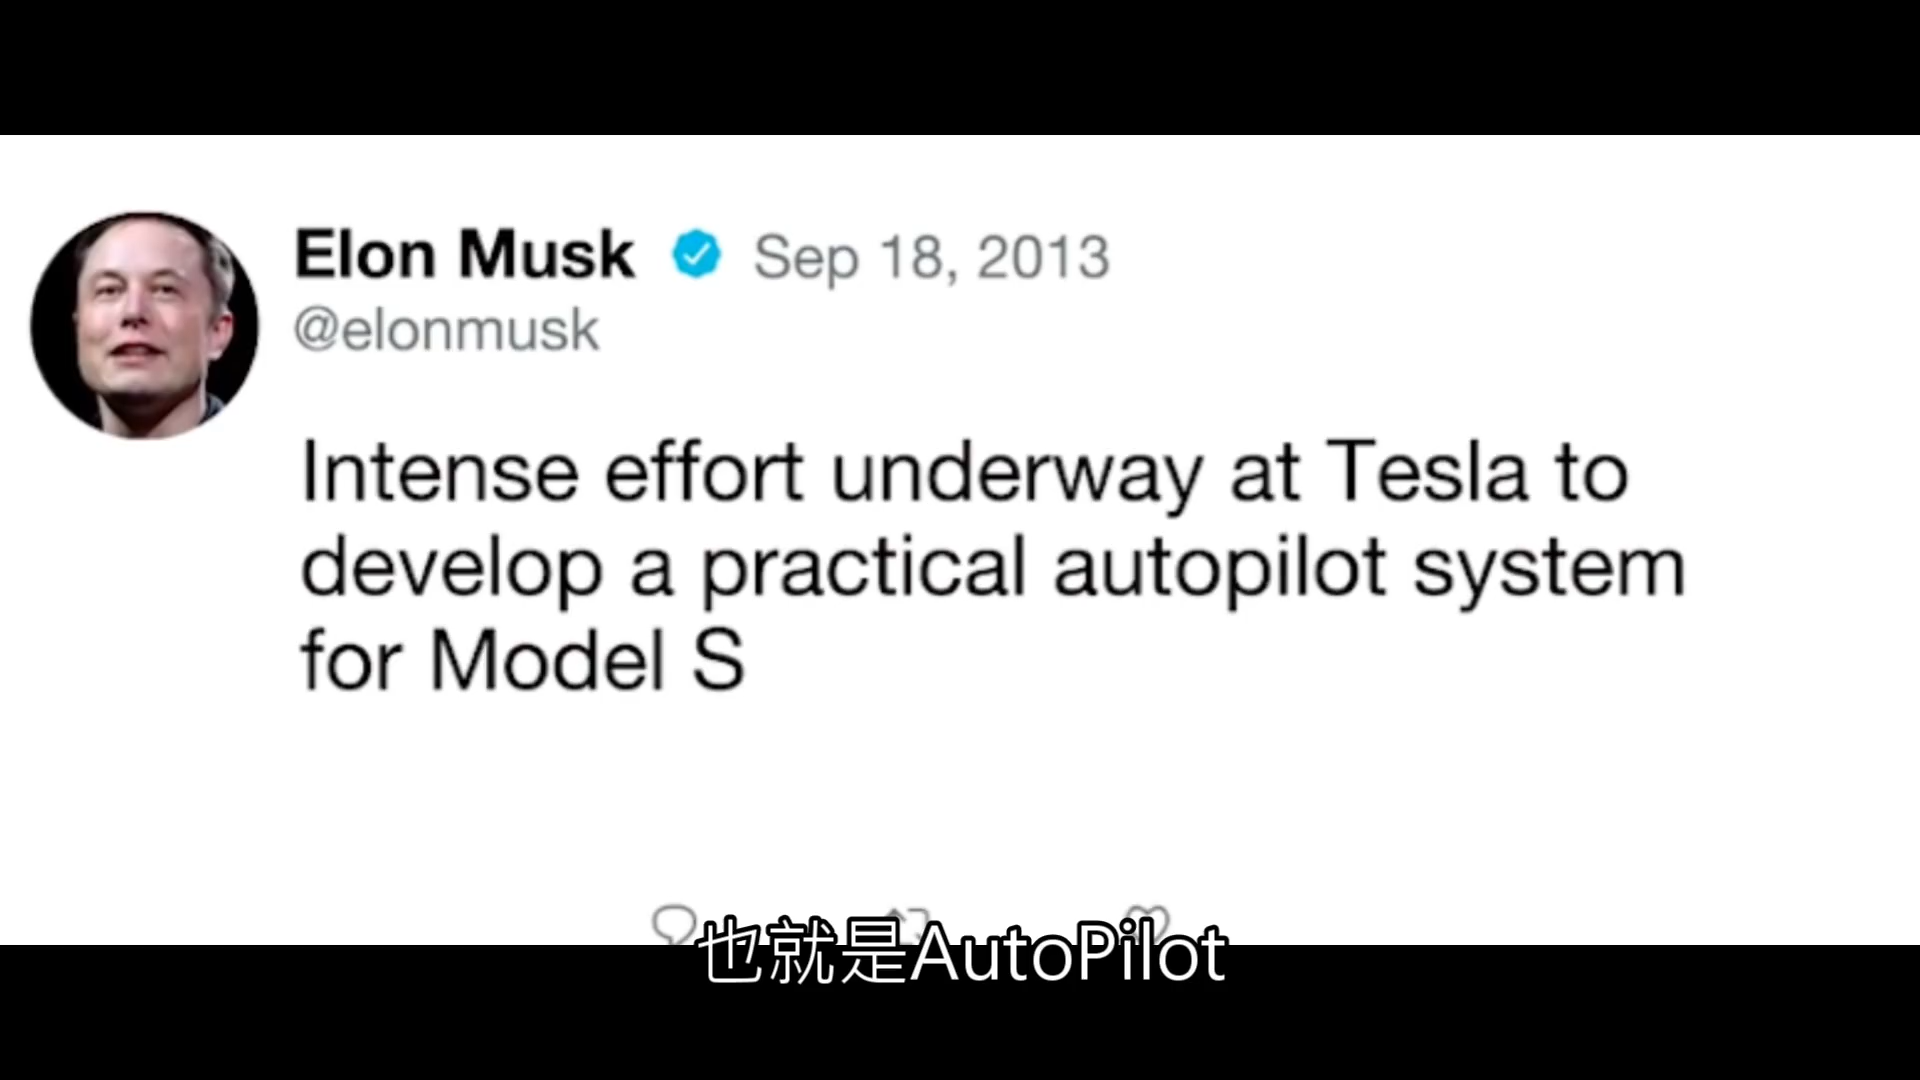 Elon Musk Sep 18, 2013
@elonmusk
Intense effort underway at Tesla to
develop a practical autopilot system
for Model S
也就是AutoPilot